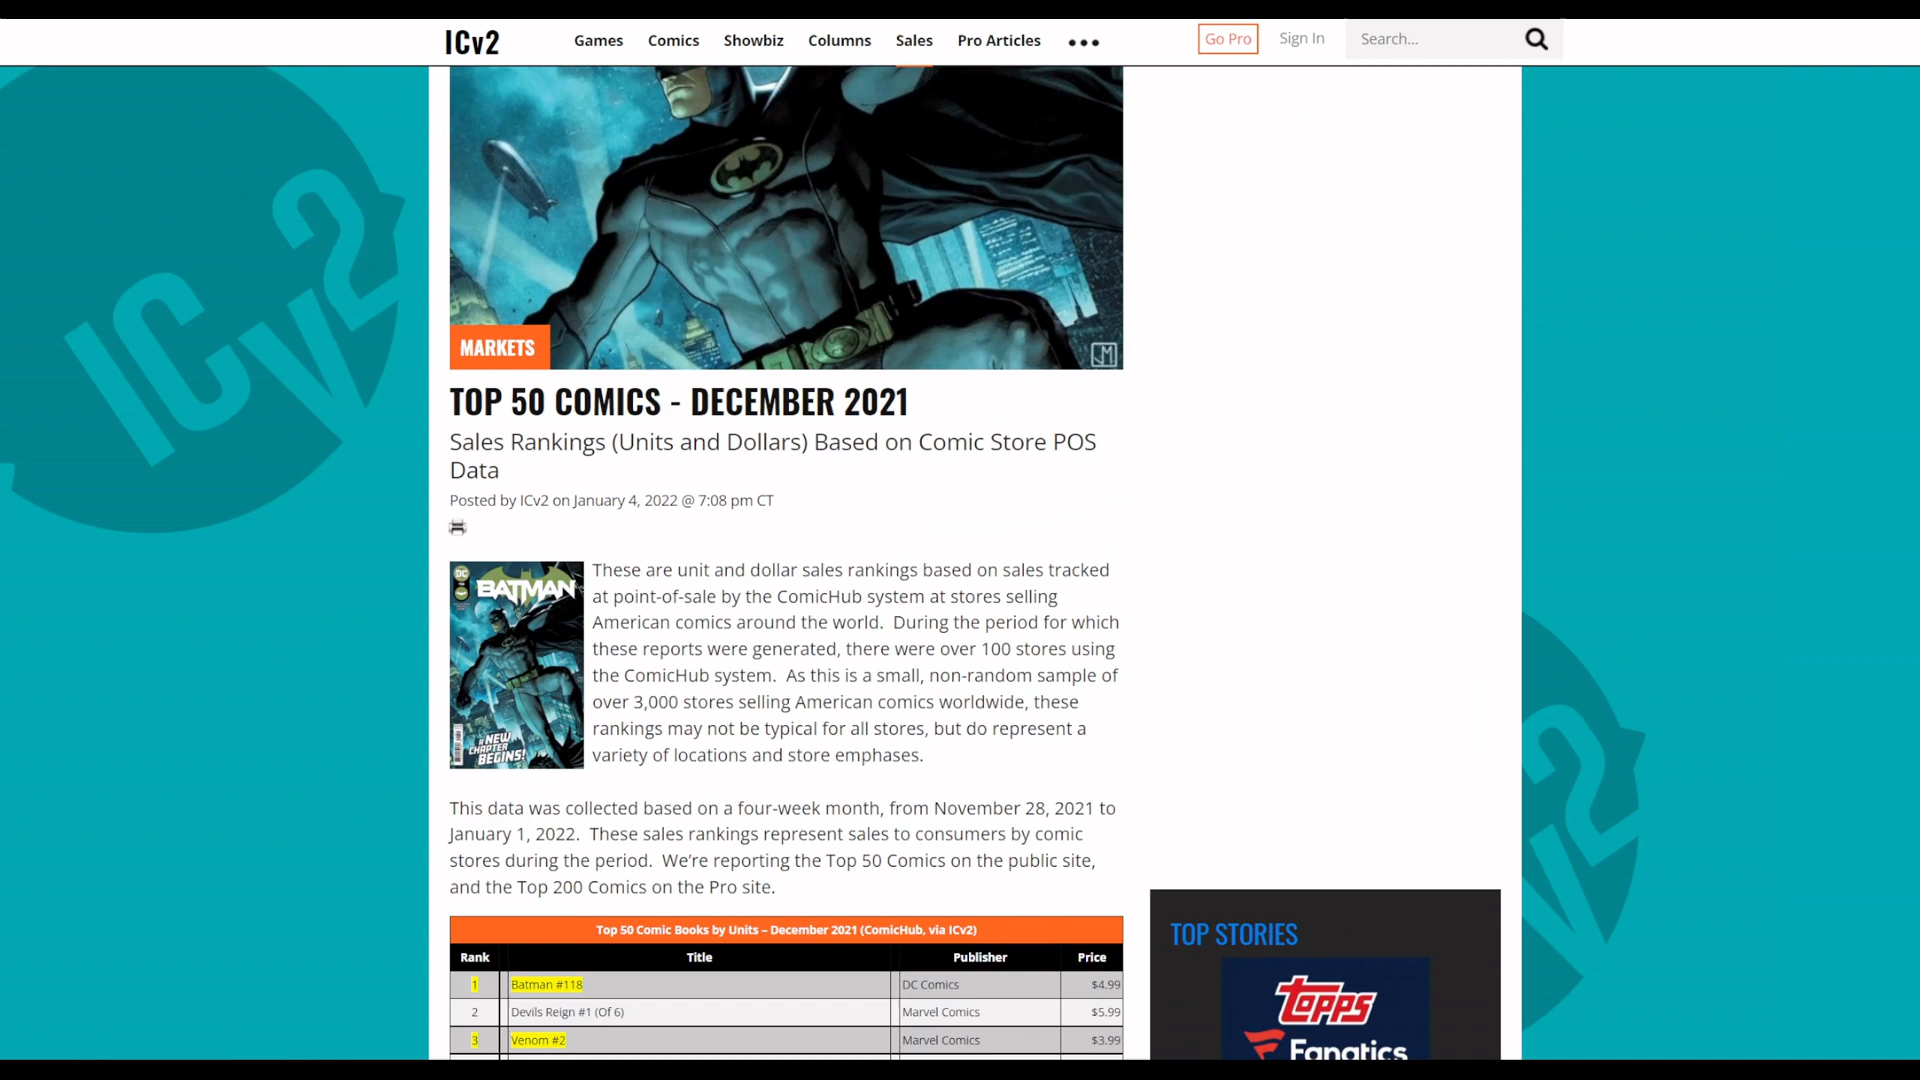 ICv2
Games Comics Showbiz Columns Sales Pro Articles
Go Pro Sign In Search...
MARKETS
JM
TOP 50 COMICS - DECEMBER 2021
Sales Rankings (Units and Dollars) Based on Comic Store POS
Data
Posted by ICv2 on January 4, 2022 @ 7:08 pm CT
DC
BATMAN
A NEW
CHAPTER
BEGINS!
These are unit and dollar sales rankings based on sales tracked
at point-of-sale by the ComicHub system at stores selling
American comics around the world.  During the period for which
these reports were generated, there were over 100 stores using
the ComicHub system.  As this is a small, non-random sample of
over 3,000 stores selling American comics worldwide, these
rankings may not be typical for all stores, but do represent a
variety of locations and store emphases.
This data was collected based on a four-week month, from November 28, 2021 to
January 1, 2022.  These sales rankings represent sales to consumers by comic
stores during the period.  We're reporting the Top 50 Comics on the public site,
and the Top 200 Comics on the Pro site.
Top 50 Comic Books by Units – December 2021 (ComicHub, via ICv2)
Rank Title Publisher Price
1 Batman #118 DC Comics $4.99
2 Devils Reign #1 (Of 6) Marvel Comics $5.99
3 Venom #2 Marvel Comics $3.99
TOP STORIES
topps
Fanatics
ICv2
v2